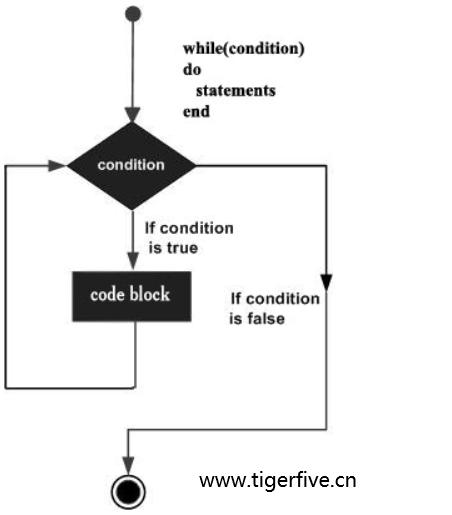 while(condition)
do
statements
end
condition
If condition
is true
code block
If condition
is false
www.tigerfive.cn